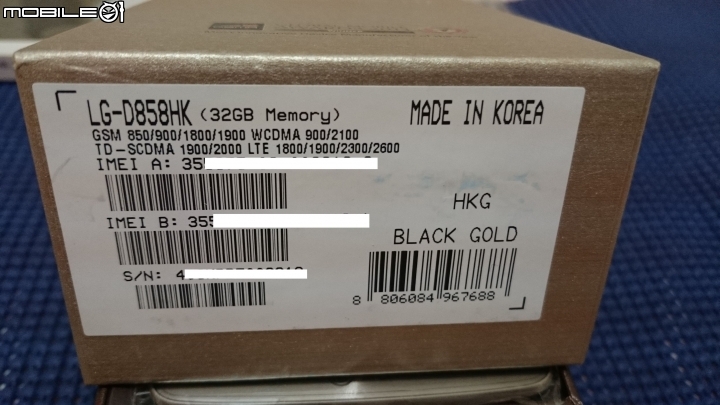 MOBILE01
LG-D858HK (32GB Memory)
MADE IN KOREA
GSM 850/900/1800/1900 WCDMA 900/2100
TD-SCDMA 1900/2000 LTE 1800/1900/2300/2600
IMEI A: 35
IMEI B: 355
HKG
BLACK GOLD
S/N: 4
8 806084 967688